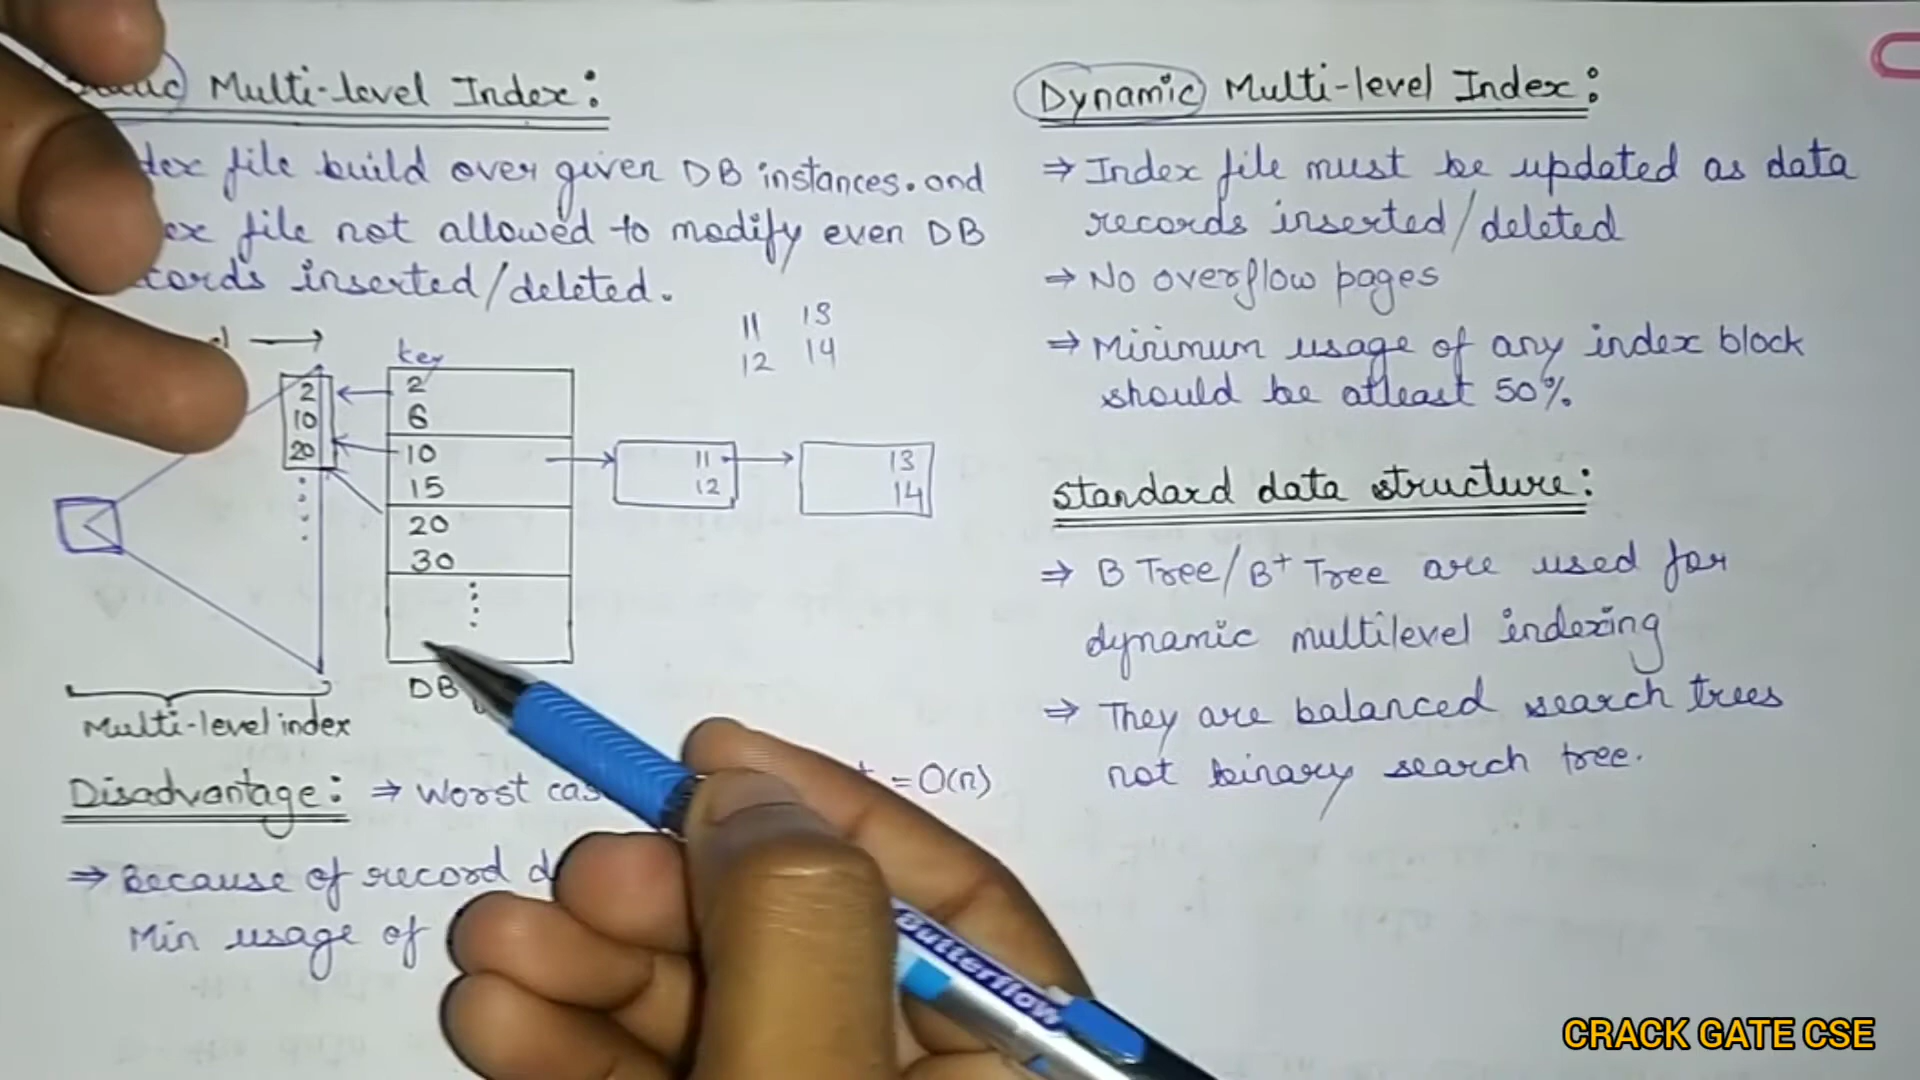 Multi-level Index:
file build over given DB instances. and
file not allowed to modify even DB
inserted/deleted.
11 13
12 14
key
2
10
20
2
6
10
15
20
30
11
12
13
14
DB
Multi-level index
Disadvantage: ⇒ Worst = O(n)
⇒ Because of record
Min usage of
Dynamic Multi-level Index:
⇒ Index file must be updated as data
records inserted/deleted
⇒ No overflow pages
⇒ Minimum usage of any index block
should be atleast 50%.
Standard data structure:
⇒ B Tree/B+ Tree are used for
dynamic multilevel indexing
⇒ They are balanced search trees
not binary search tree.
Butterflow
CRACK GATE CSE